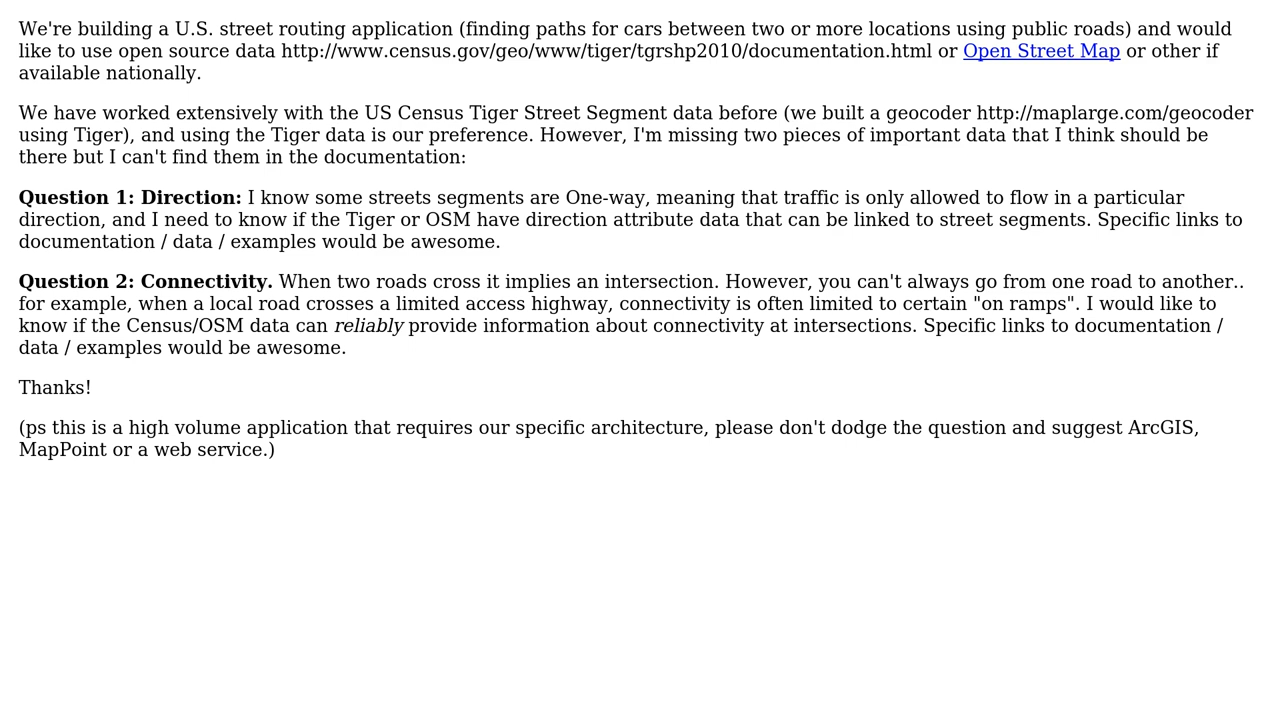 We're building a U.S. street routing application (finding paths for cars between two or more locations using public roads) and would
like to use open source data http://www.census.gov/geo/www/tiger/tgrshp2010/documentation.html or Open Street Map or other if
available nationally.
We have worked extensively with the US Census Tiger Street Segment data before (we built a geocoder http://maplarge.com/geocoder
using Tiger), and using the Tiger data is our preference. However, I'm missing two pieces of important data that I think should be
there but I can't find them in the documentation:
Question 1: Direction: I know some streets segments are One-way, meaning that traffic is only allowed to flow in a particular
direction, and I need to know if the Tiger or OSM have direction attribute data that can be linked to street segments. Specific links to
documentation / data / examples would be awesome.
Question 2: Connectivity. When two roads cross it implies an intersection. However, you can't always go from one road to another..
for example, when a local road crosses a limited access highway, connectivity is often limited to certain "on ramps". I would like to
know if the Census/OSM data can reliably provide information about connectivity at intersections. Specific links to documentation /
data / examples would be awesome.
Thanks!
(ps this is a high volume application that requires our specific architecture, please don't dodge the question and suggest ArcGIS,
MapPoint or a web service.)